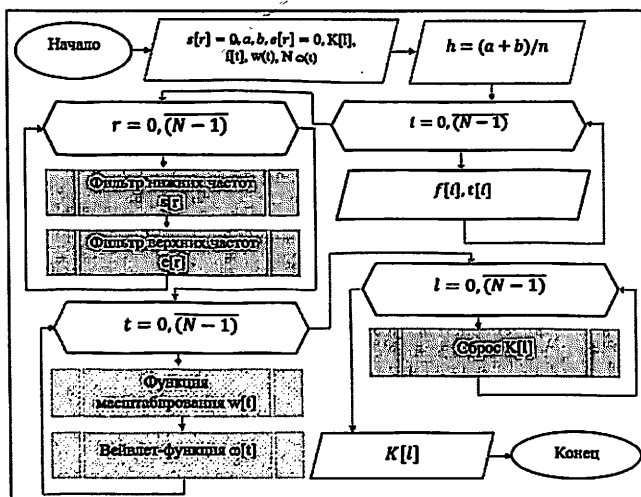 Начало
s[r] = 0, a, b, e[r] = 0, K[l],
f[t], w(t), N ω(t)
h = (a + b)/n
r = 0, (N − 1)
i = 0, (N − 1)
Фильтр нижних частот
s[r]
f[i], t[i]
Фильтр верхних частот
e[r]
l = 0, (N − 1)
t = 0, (N − 1)
Сброс K[l]
Функция
масштабирования w[t]
Вейвлет-функция ω[t]
K[l]
Конец